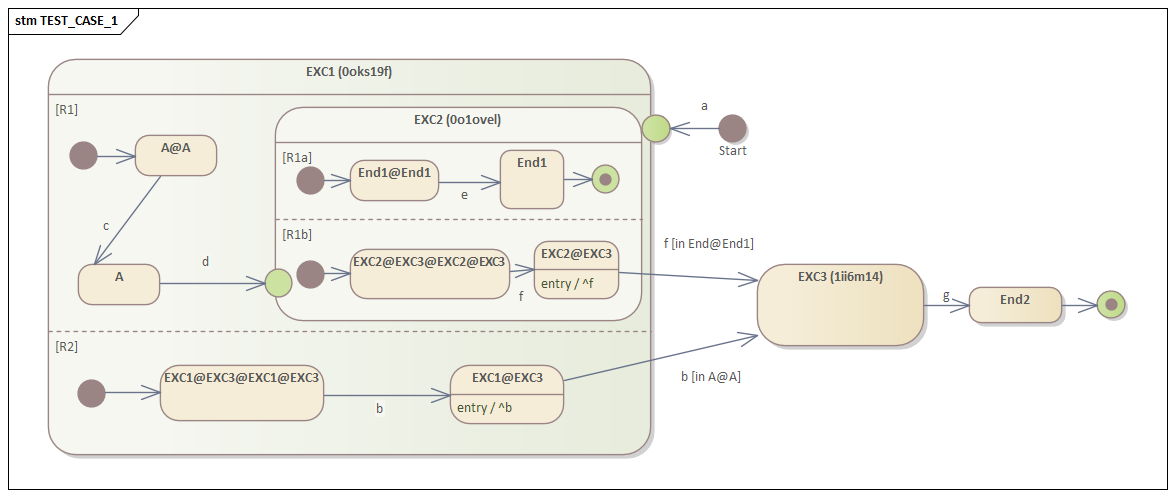 stm TEST_CASE_1
EXC1 (0oks19f)
[R1]
A@A
c
A
d
EXC2 (0o1ovel)
[R1a]
End1@End1
e
End1
[R1b]
EXC2@EXC3@EXC2@EXC3
f
EXC2@EXC3
entry / ^f
a
Start
f [in End@End1]
EXC3 (1ii6m14)
g
End2
[R2]
EXC1@EXC3@EXC1@EXC3
b
EXC1@EXC3
entry / ^b
b [in A@A]